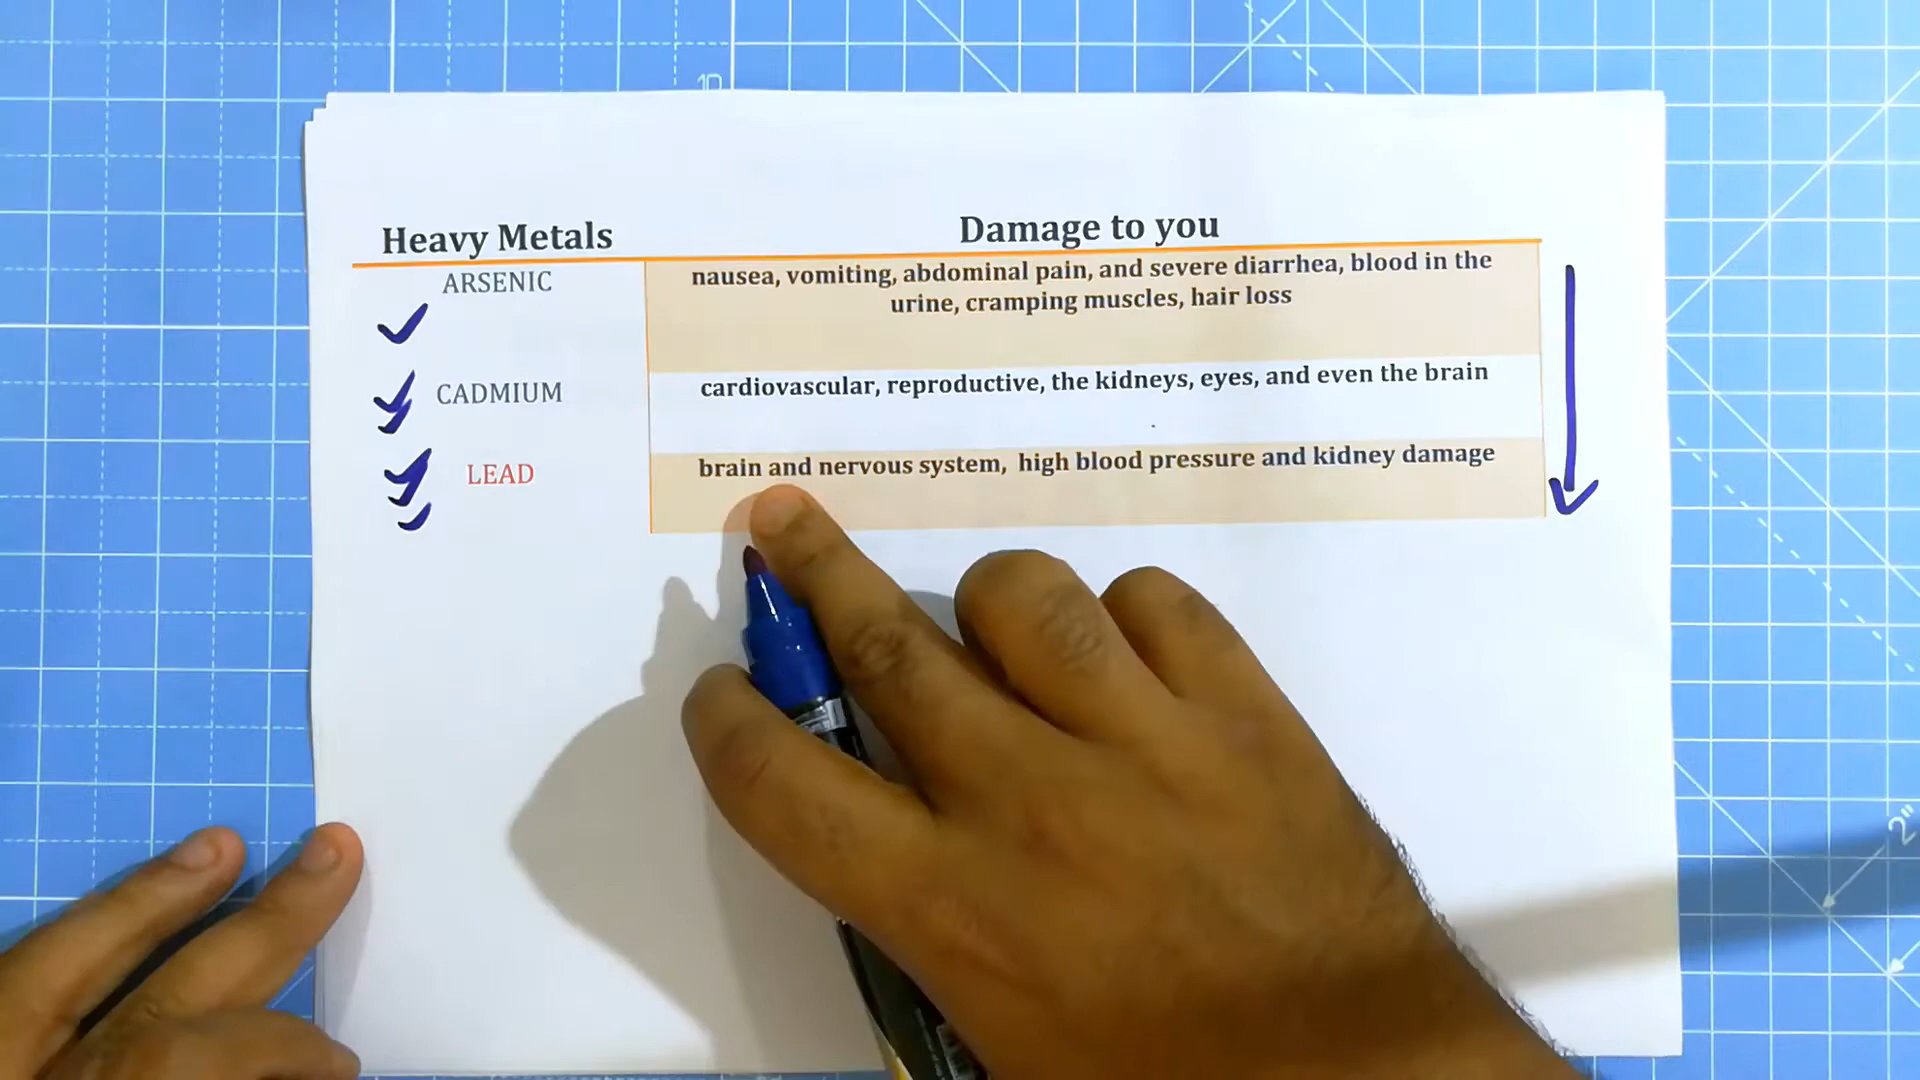 10
Heavy Metals
Damage to you
ARSENIC
nausea, vomiting, abdominal pain, and severe diarrhea, blood in the
urine, cramping muscles, hair loss
CADMIUM
cardiovascular, reproductive, the kidneys, eyes, and even the brain
LEAD
brain and nervous system, high blood pressure and kidney damage
2"